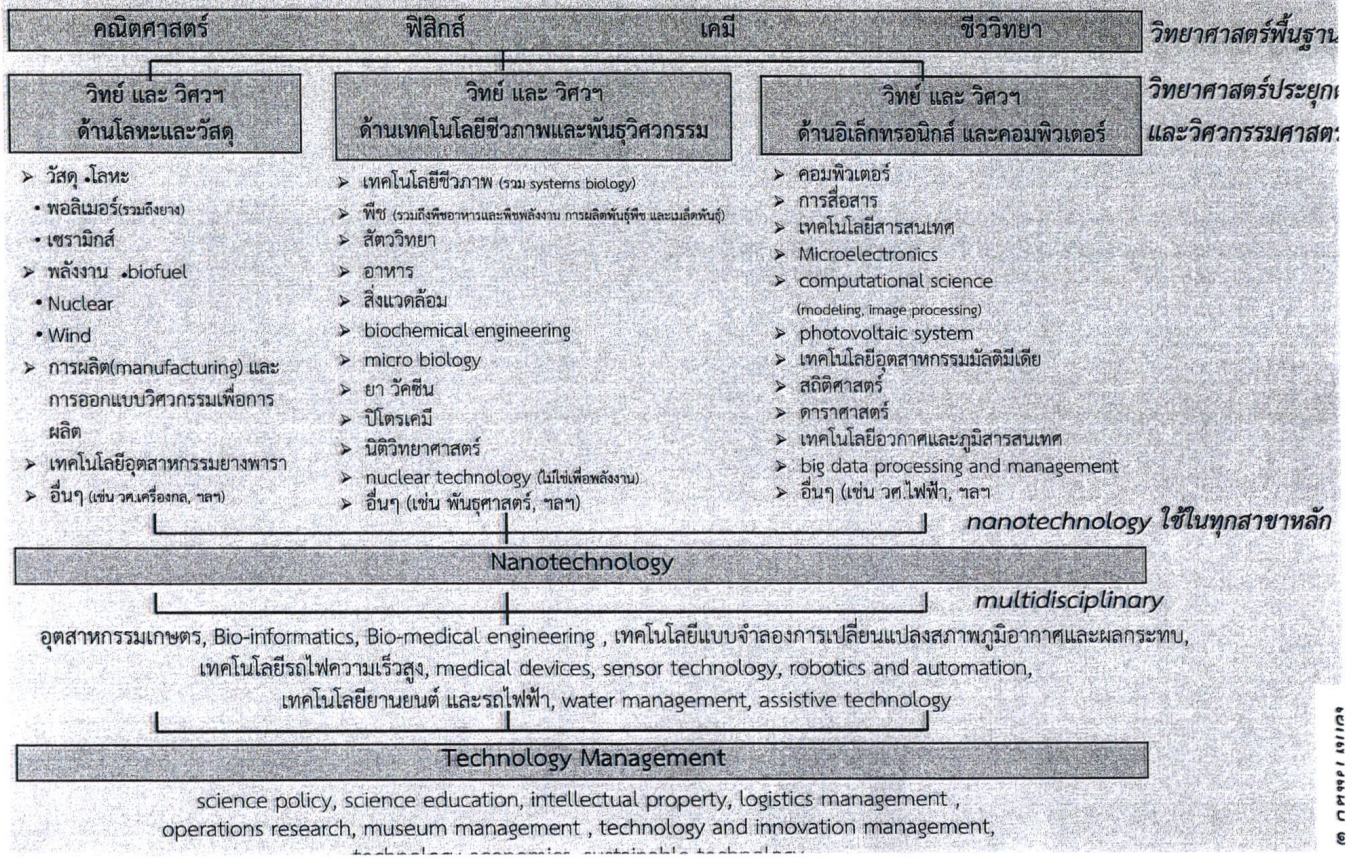 คณิตศาสตร์ ฟิสิกส์ เคมี ชีววิทยา วิทยาศาสตร์พื้นฐาน
วิทย์ และ วิศวฯ
ด้านโลหะและวัสดุ
วิทย์ และ วิศวฯ
ด้านเทคโนโลยีชีวภาพและพันธุวิศวกรรม
วิทย์ และ วิศวฯ
ด้านอิเล็กทรอนิกส์ และคอมพิวเตอร์
วิทยาศาสตร์ประยุกต
และวิศวกรรมศาสตร
➢ วัสดุ •โลหะ
• พอลิเมอร์(รวมถึงยาง)
• เซรามิกส์
➢ พลังงาน •biofuel
• Nuclear
• Wind
➢ การผลิต(manufacturing) และ
การออกแบบวิศวกรรมเพื่อการ
ผลิต
➢ เทคโนโลยีอุตสาหกรรมยางพารา
➢ อื่นๆ (เช่น วศ.เครื่องกล, ฯลฯ)
➢ เทคโนโลยีชีวภาพ (รวม systems biology)
➢ พืช (รวมถึงพืชอาหารและพืชพลังงาน การผลิตพันธุ์พืช และเมล็ดพันธุ์)
➢ สัตววิทยา
➢ อาหาร
➢ สิ่งแวดล้อม
➢ biochemical engineering
➢ micro biology
➢ ยา วัคซีน
➢ ปิโตรเคมี
➢ นิติวิทยาศาสตร์
➢ nuclear technology (ไม่ใช่เพื่อพลังงาน)
➢ อื่นๆ (เช่น พันธุศาสตร์, ฯลฯ)
➢ คอมพิวเตอร์
➢ การสื่อสาร
➢ เทคโนโลยีสารสนเทศ
➢ Microelectronics
➢ computational science
(modeling, image processing)
➢ photovoltaic system
➢ เทคโนโลยีอุตสาหกรรมมัลติมีเดีย
➢ สถิติศาสตร์
➢ ดาราศาสตร์
➢ เทคโนโลยีอวกาศและภูมิสารสนเทศ
➢ big data processing and management
➢ อื่นๆ (เช่น วศ.ไฟฟ้า, ฯลฯ
nanotechnology ใช้ในทุกสาขาหลัก
Nanotechnology
multidisciplinary
อุตสาหกรรมเกษตร, Bio-informatics, Bio-medical engineering , เทคโนโลยีแบบจำลองการเปลี่ยนแปลงสภาพภูมิอากาศและผลกระทบ,
เทคโนโลยีรถไฟความเร็วสูง, medical devices, sensor technology, robotics and automation,
เทคโนโลยียานยนต์ และรถไฟฟ้า, water management, assistive technology
Technology Management
science policy, science education, intellectual property, logistics management ,
operations research, museum management , technology and innovation management,